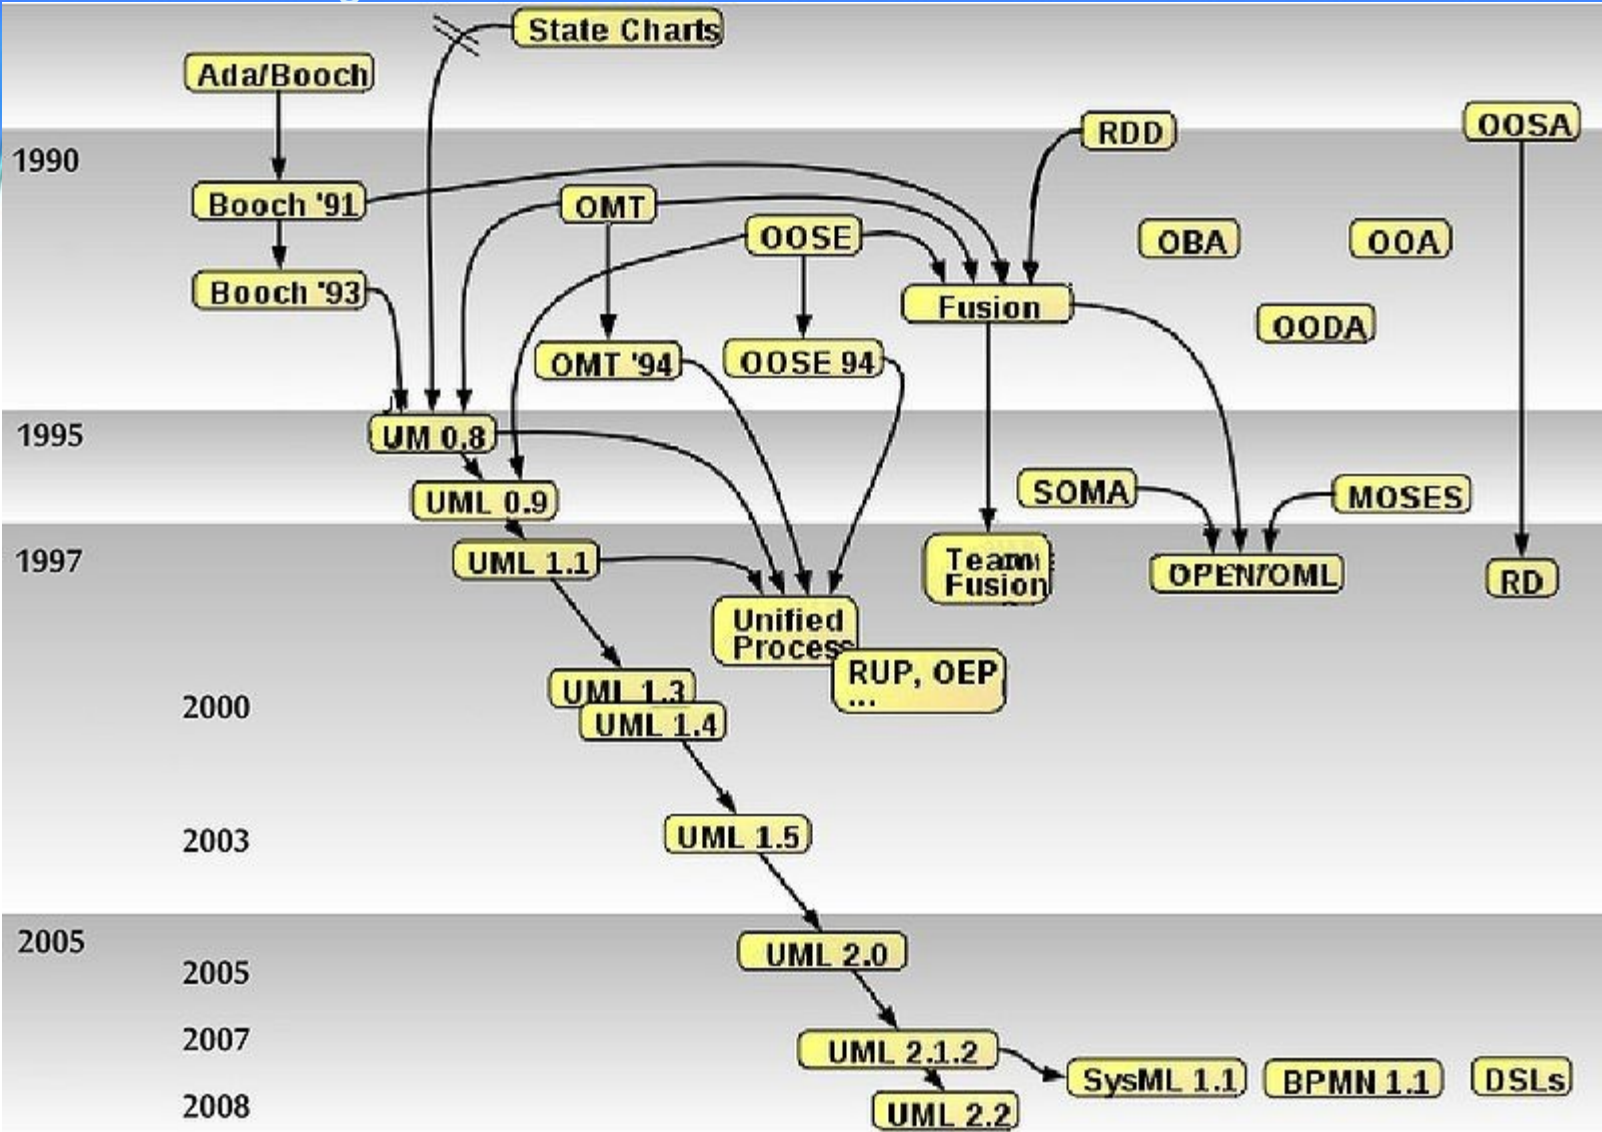 State Charts
Ada/Booch
RDD
OOSA
1990
Booch '91
OMT
OOSE
OBA
OOA
Booch '93
Fusion
OODA
OMT '94
OOSE 94
1995
UM 0.8
SOMA
MOSES
UML 0.9
1997
UML 1.1
Team
Fusion
OPEN/OML
RD
Unified
Process
RUP, OEP
...
UML 1.3
2000
UML 1.4
2003
UML 1.5
2005
UML 2.0
2005
2007
UML 2.1.2
SysML 1.1
BPMN 1.1
DSLs
2008
UML 2.2